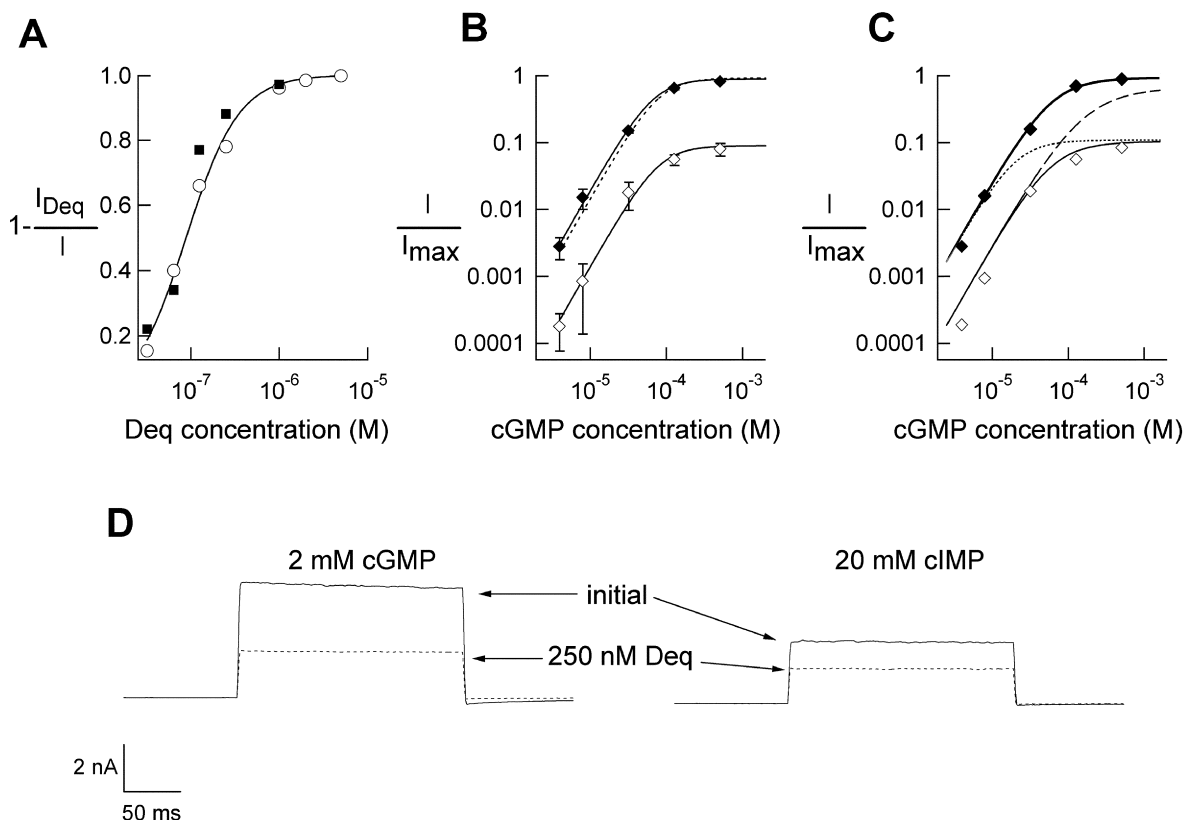 A
1.0
0.8
0.6
0.4
0.2
1- I_Deq / I
10^-7 10^-6 10^-5
Deq concentration (M)
B
1
0.1
0.01
0.001
0.0001
I / I_max
10^-5 10^-4 10^-3
cGMP concentration (M)
C
1
0.1
0.01
0.001
0.0001
I / I_max
10^-5 10^-4 10^-3
cGMP concentration (M)
D
2 mM cGMP
20 mM cIMP
initial
250 nM Deq
2 nA
50 ms